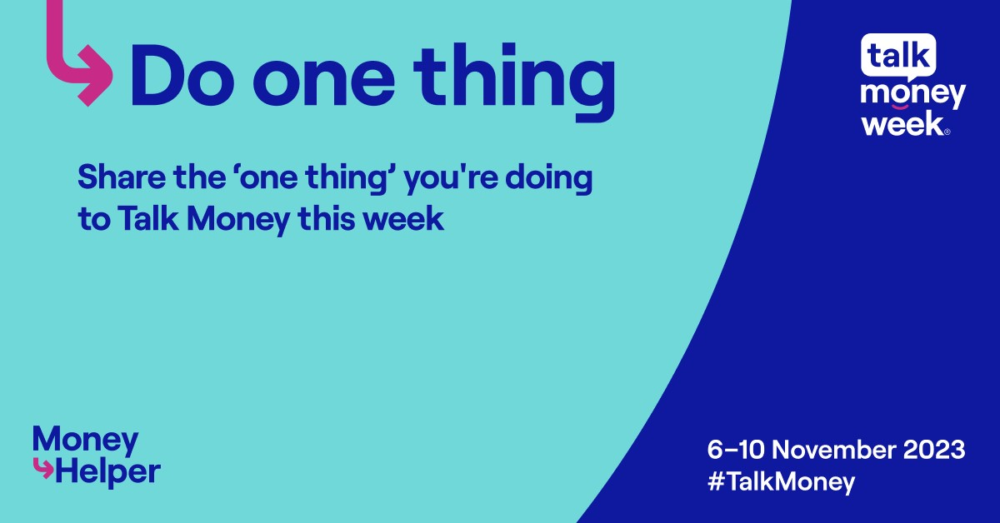 Do one thing
Share the ‘one thing’ you're doing
to Talk Money this week
talk
money
week®
Money
Helper
6–10 November 2023
#TalkMoney